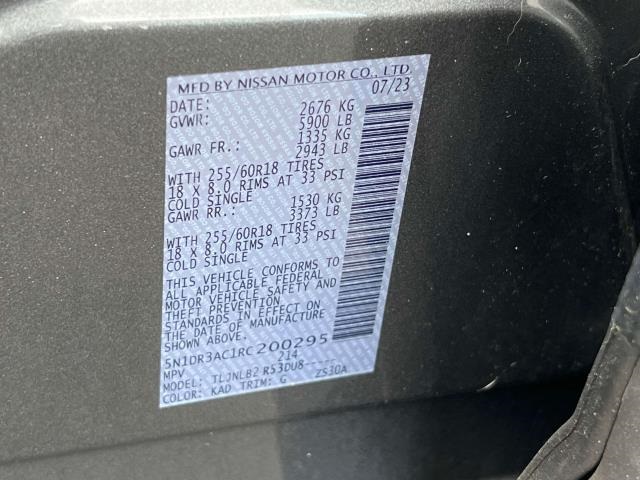 MFD BY NISSAN MOTOR CO., LTD.
07/23
DATE: 2676 KG
GVWR: 5900 LB
1335 KG
GAWR FR.: 2943 LB
WITH 255/60R18 TIRES
18 X 8.0 RIMS AT 33 PSI
COLD SINGLE
1530 KG
GAWR RR.: 3373 LB
WITH 255/60R18 TIRES
18 X 8.0 RIMS AT 33 PSI
COLD SINGLE
THIS VEHICLE CONFORMS TO
ALL APPLICABLE FEDERAL
MOTOR VEHICLE SAFETY AND
THEFT PREVENTION
STANDARDS IN EFFECT ON
THE DATE OF MANUFACTURE
SHOWN ABOVE.
5N1DR3AC1RC200295
MPV 214
MODEL: TLJNLB2 R53DU8-----
COLOR: KAD TRIM: G ZS30A